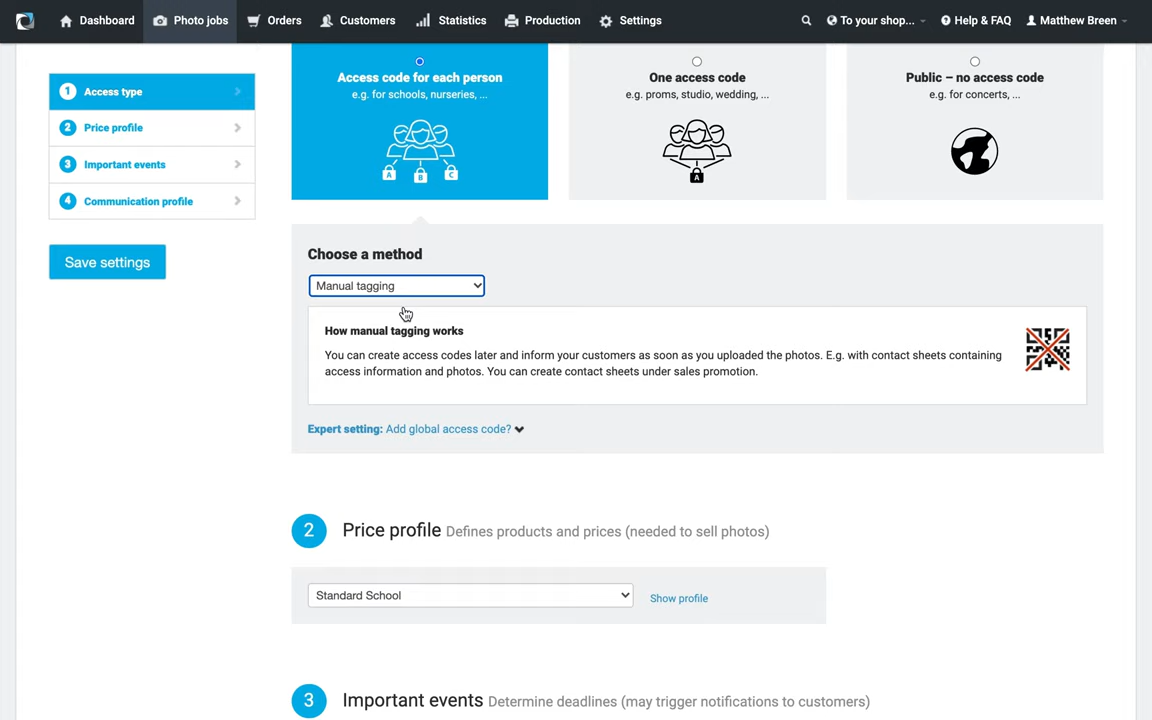 Dashboard Photo jobs Orders Customers Statistics Production Settings To your shop... Help & FAQ Matthew Breen
1 Access type
2 Price profile
3 Important events
4 Communication profile
Save settings
Access code for each person
e.g. for schools, nurseries, ...
A B C
One access code
e.g. proms, studio, wedding, ...
A
Public – no access code
e.g. for concerts, ...
Choose a method
Manual tagging
How manual tagging works
You can create access codes later and inform your customers as soon as you uploaded the photos. E.g. with contact sheets containing
access information and photos. You can create contact sheets under sales promotion.
Expert setting: Add global access code?
2 Price profile Defines products and prices (needed to sell photos)
Standard School Show profile
3 Important events Determine deadlines (may trigger notifications to customers)